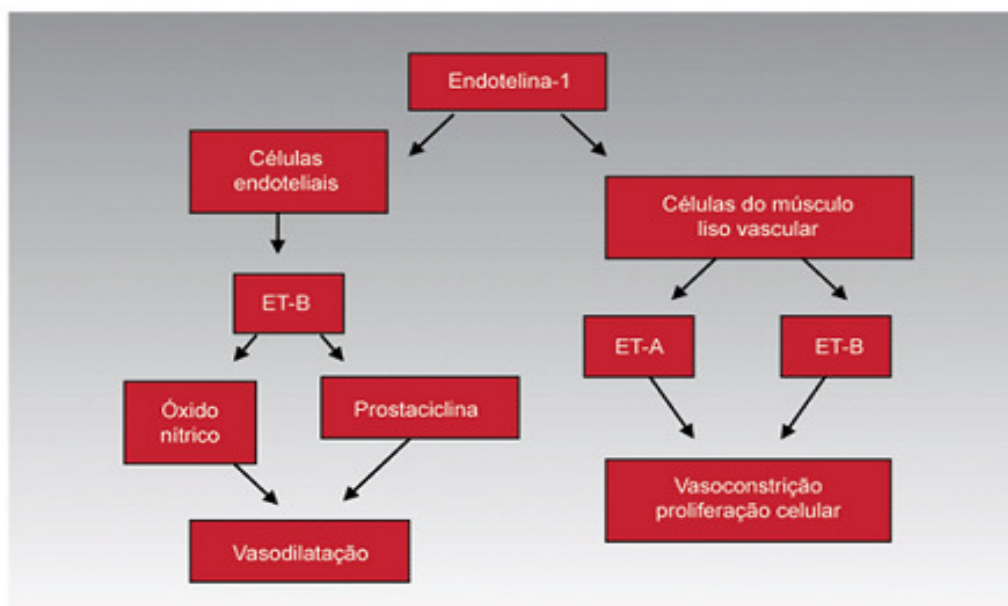 Endotelina-1
Células
endoteliais
Células do músculo
liso vascular
ET-B
ET-A
ET-B
Óxido
nítrico
Prostaciclina
Vasoconstrição
proliferação celular
Vasodilatação